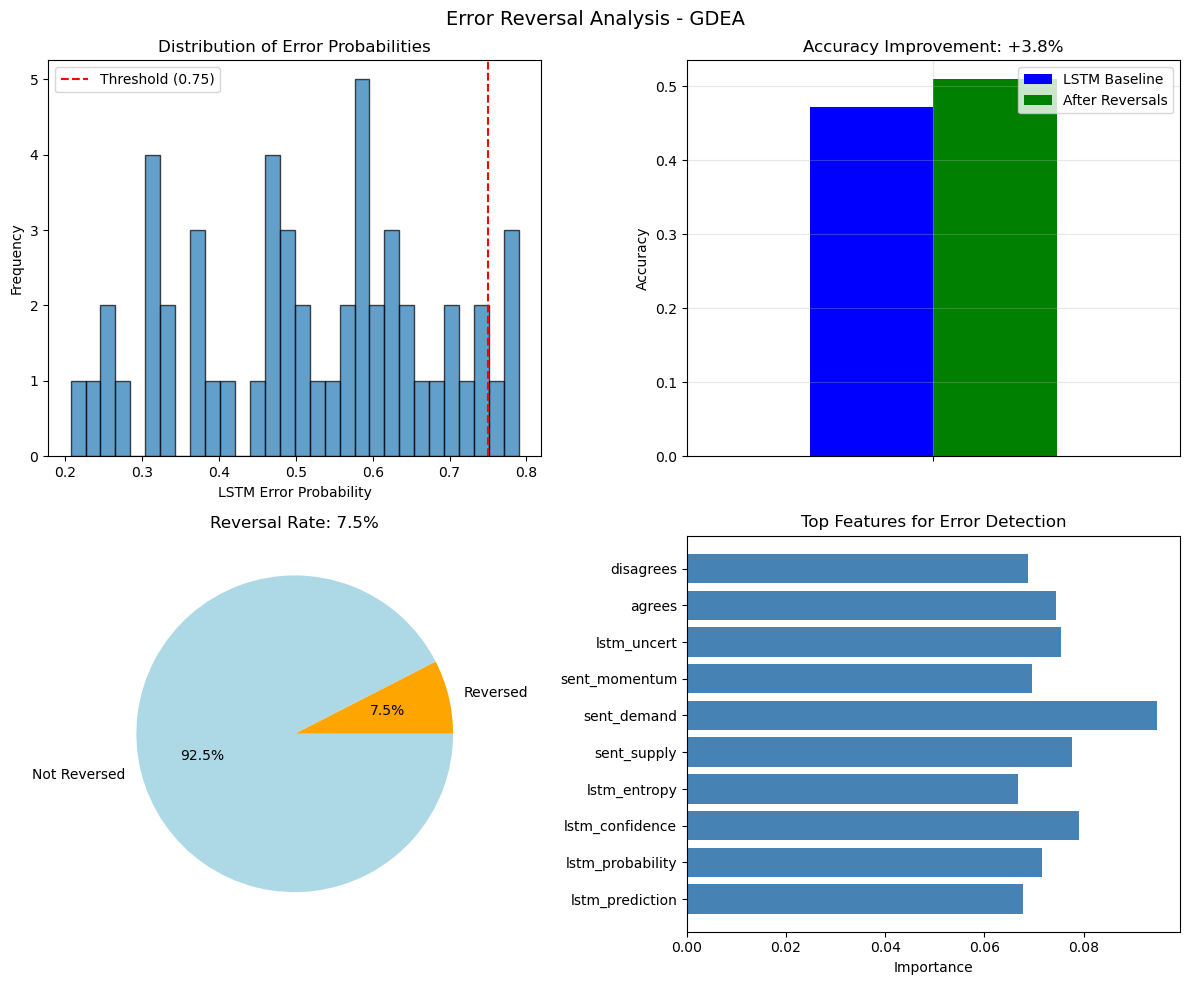 Error Reversal Analysis - GDEA
Distribution of Error Probabilities
Threshold (0.75)
Frequency
5
4
3
2
1
0
0.2 0.3 0.4 0.5 0.6 0.7 0.8
LSTM Error Probability
Accuracy Improvement: +3.8%
LSTM Baseline
After Reversals
Accuracy
0.5
0.4
0.3
0.2
0.1
0.0
Reversal Rate: 7.5%
Reversed
7.5%
92.5%
Not Reversed
Top Features for Error Detection
disagrees
agrees
lstm_uncert
sent_momentum
sent_demand
sent_supply
lstm_entropy
lstm_confidence
lstm_probability
lstm_prediction
0.00 0.02 0.04 0.06 0.08
Importance